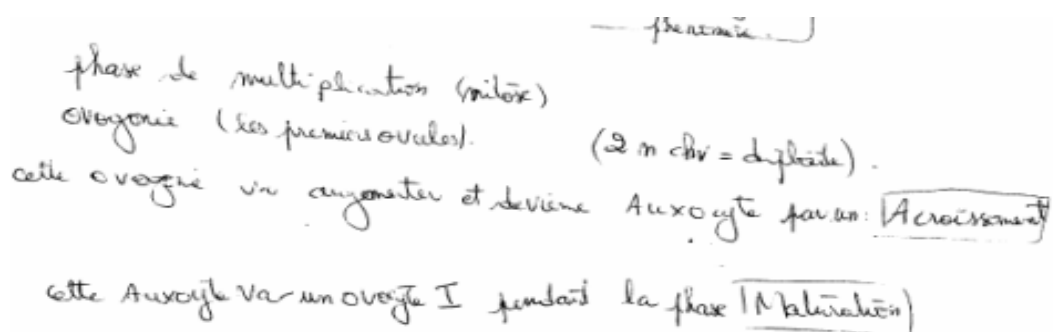 phase de multiplication (mitose)
ovogonie (les premiers ovules). (2 n chr = diploïde).
cette ovogonie va augmenter et devienne Auxocyte par un: Acroissement
cette Auxocyte va un ovocyte I pendant la phase Maturation